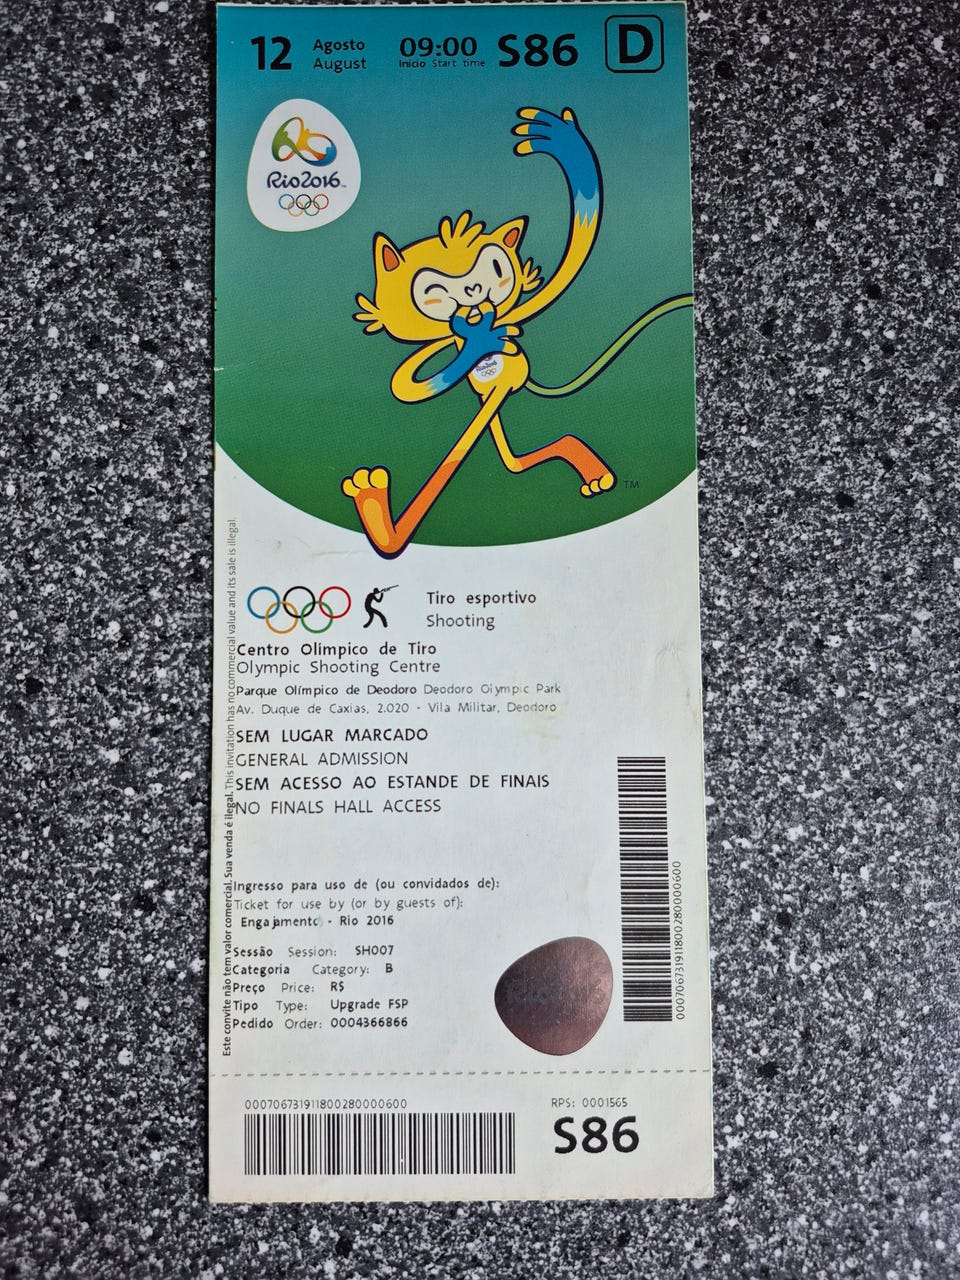 12 Agosto 09:00 S86 D
August Início Start time
Rio2016™
Rio2016
TM
Tiro esportivo
Shooting
Centro Olímpico de Tiro
Olympic Shooting Centre
Parque Olímpico de Deodoro Deodoro Olympic Park
Av. Duque de Caxias, 2.020 - Vila Militar, Deodoro
SEM LUGAR MARCADO
GENERAL ADMISSION
SEM ACESSO AO ESTANDE DE FINAIS
NO FINALS HALL ACCESS
Este convite não tem valor comercial. Sua venda é ilegal. This invitation has no commercial value and its sale is illegal.
Ingresso para uso de (ou convidados de):
Ticket for use by (or by guests of):
Engajamento - Rio 2016
Sessão Session: SH007
Categoria Category: B
Preço Price: R$
Tipo Type: Upgrade FSP
Pedido Order: 0004366866
Rio2016
000706731911800280000600
000706731911800280000600
RPS: 0001565
S86